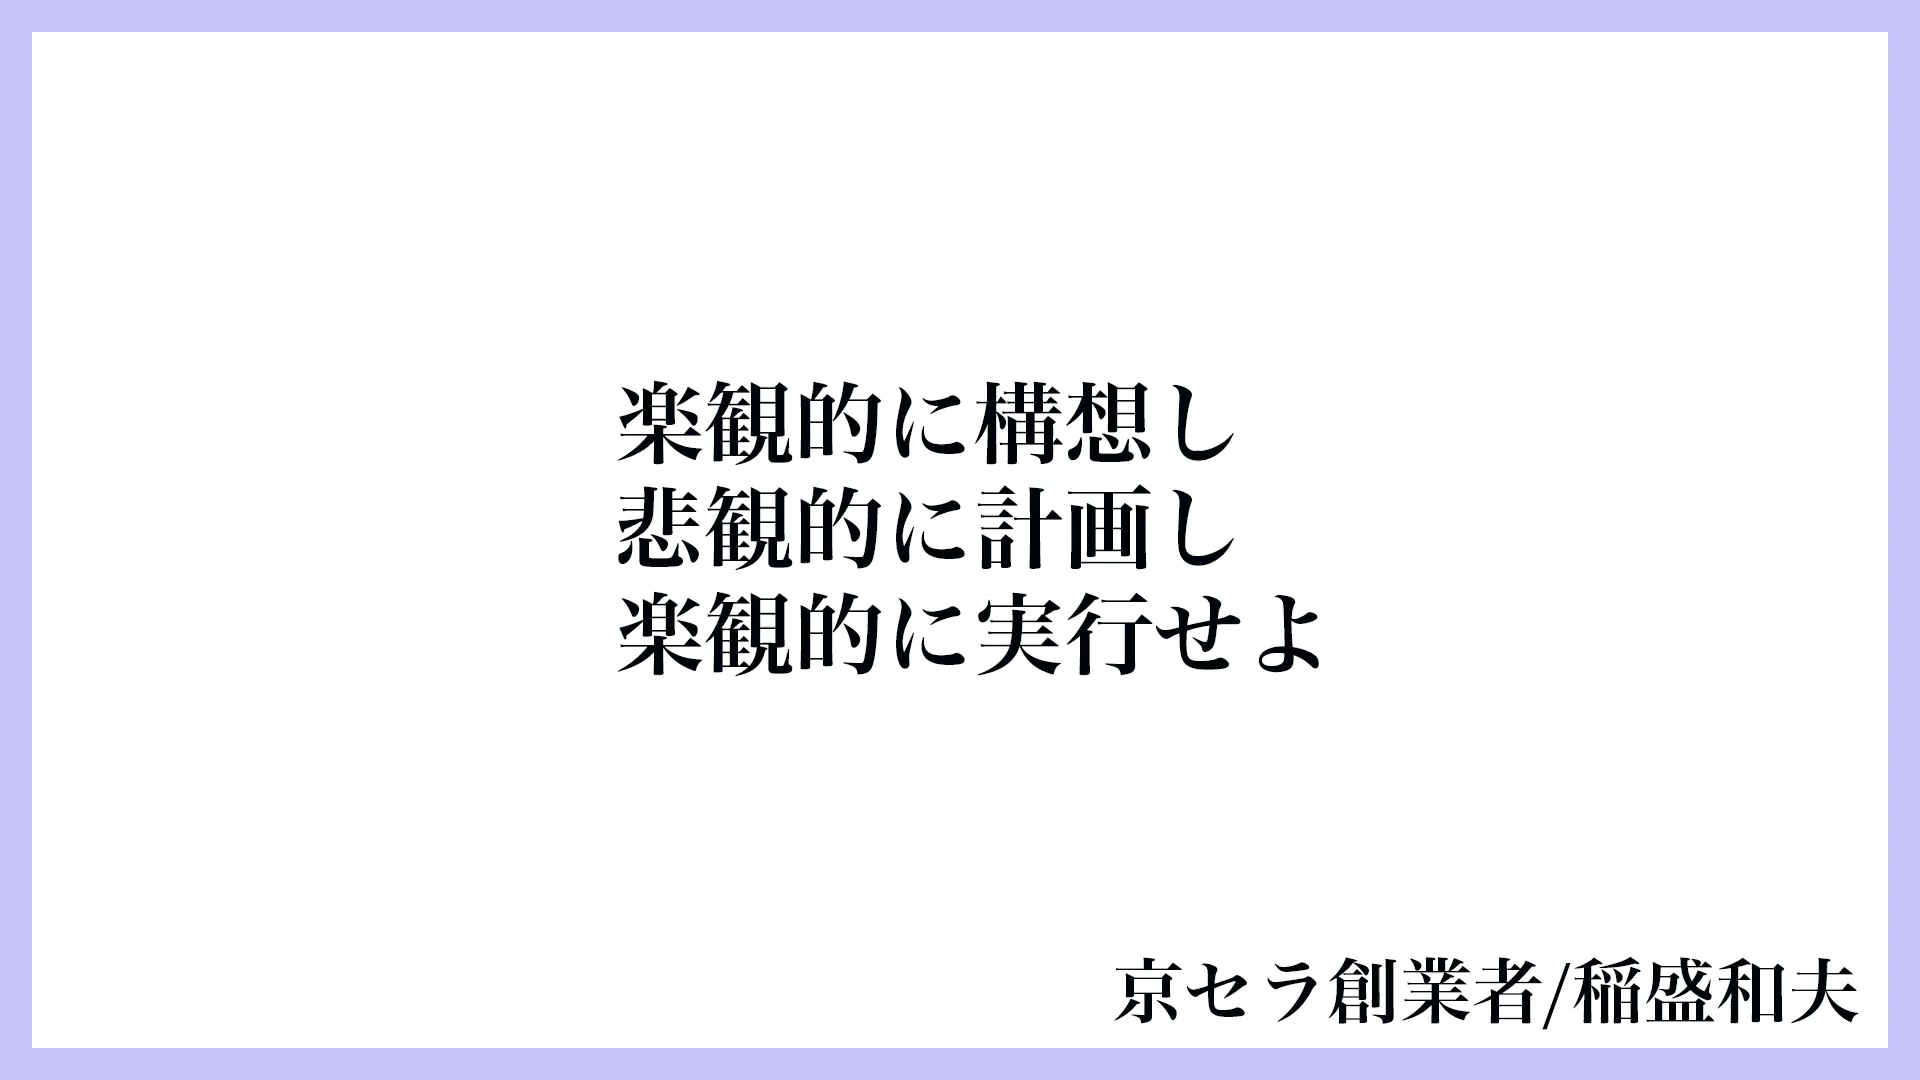 楽観的に構想し
悲観的に計画し
楽観的に実行せよ
京セラ創業者/稲盛和夫